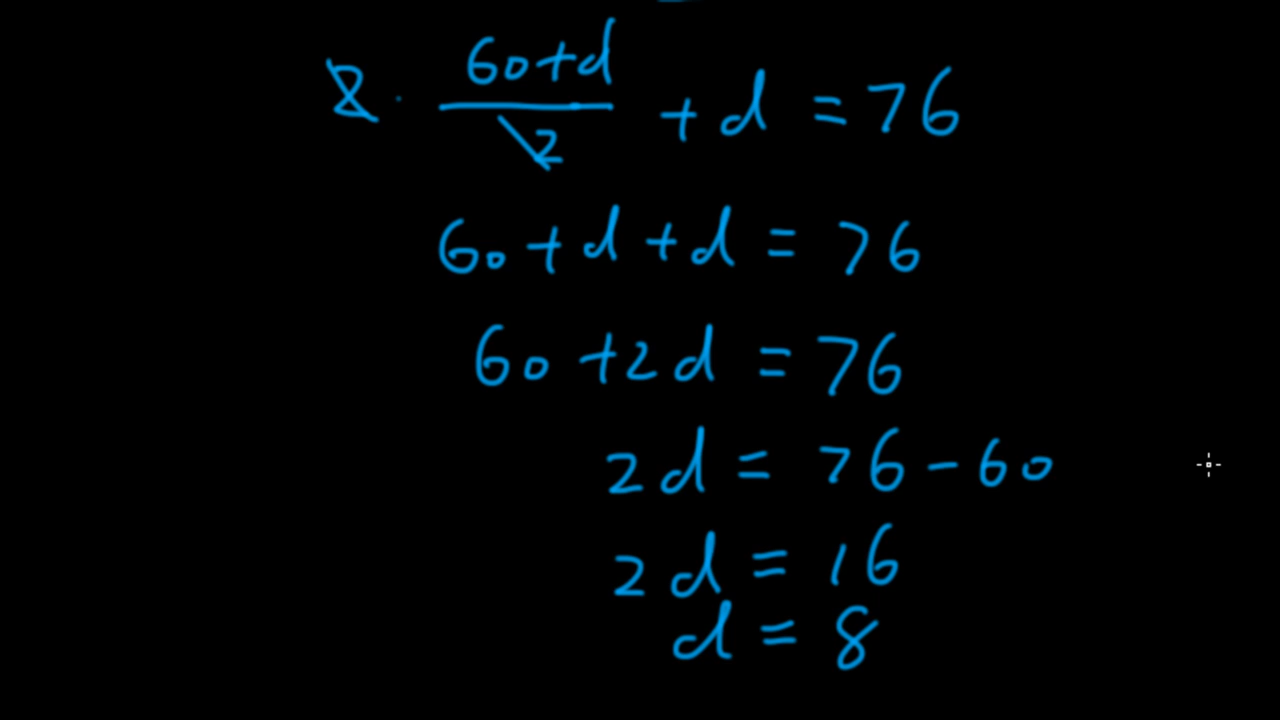 2 · (60+d)/2 + d = 76
60 + d + d = 76
60 + 2d = 76
2d = 76 - 60
2d = 16
d = 8